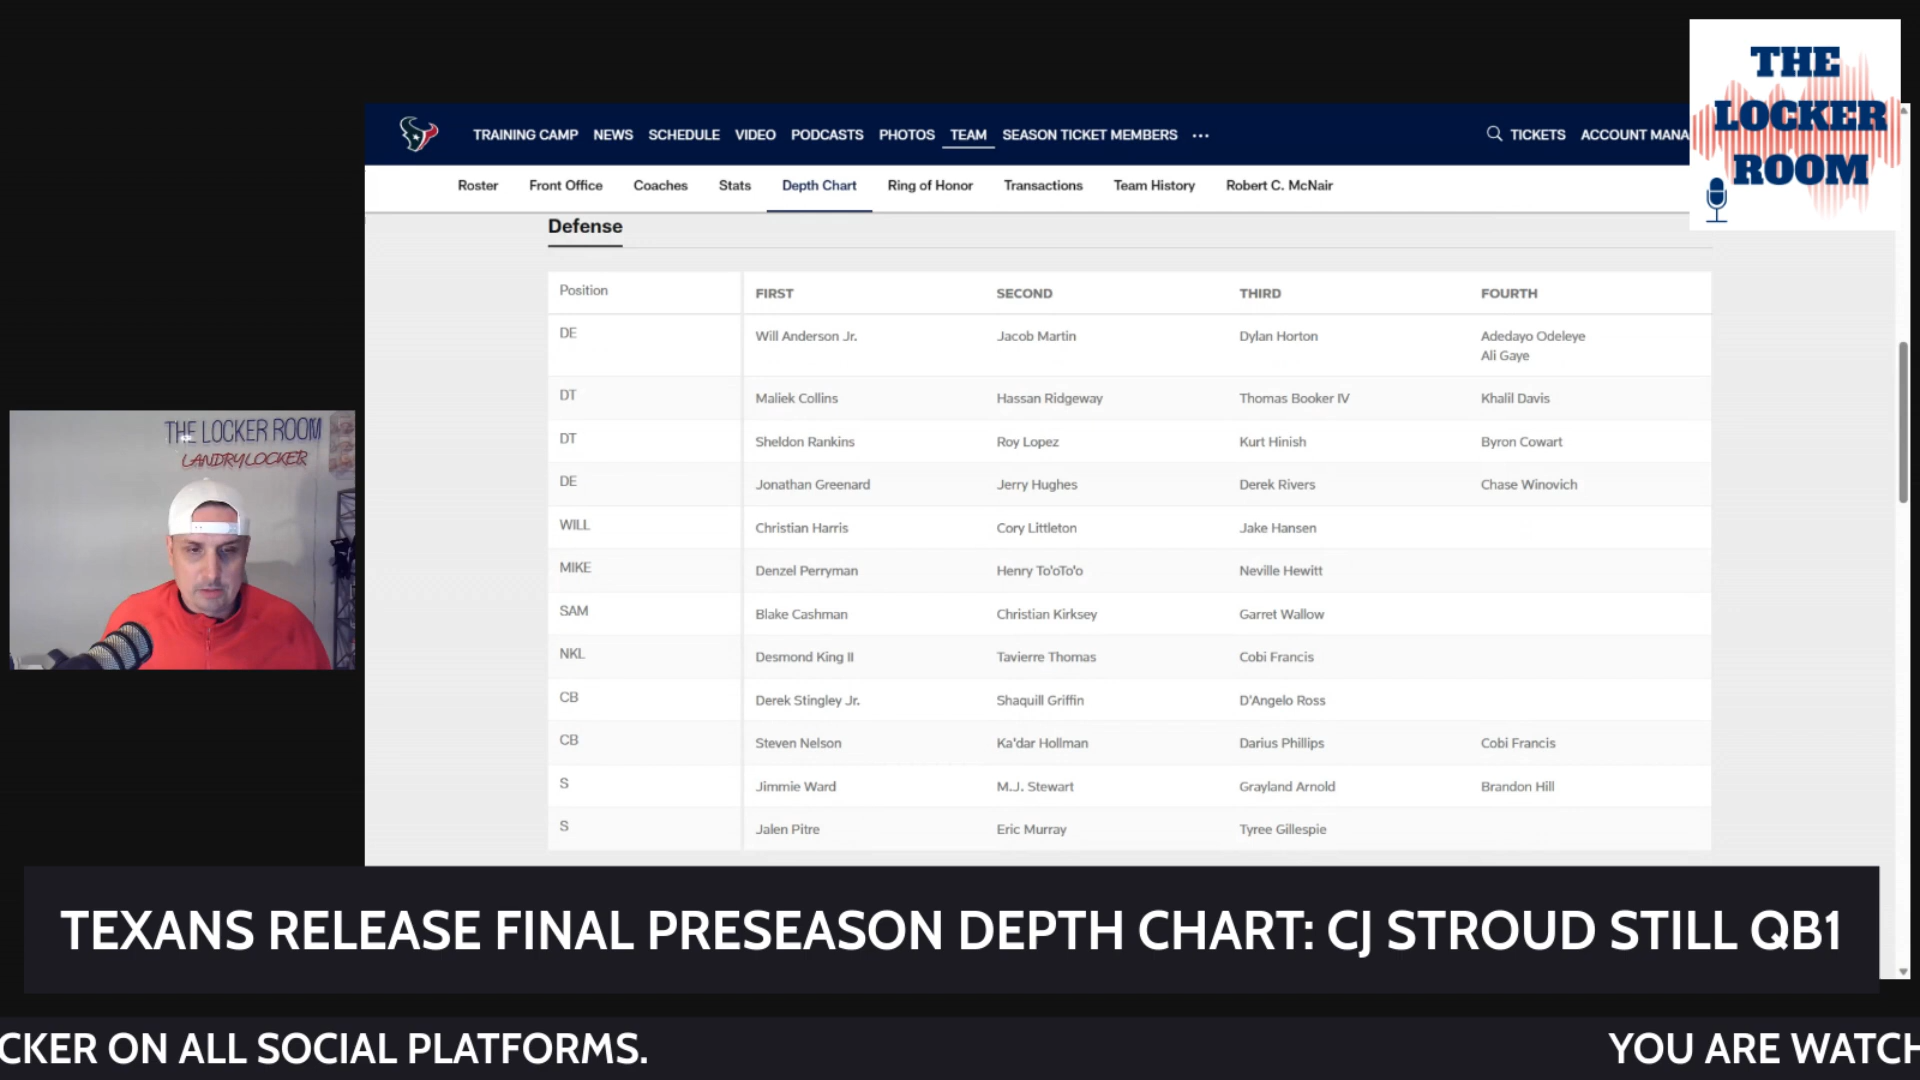 THE
LOCKER
ROOM
TRAINING CAMP NEWS SCHEDULE VIDEO PODCASTS PHOTOS TEAM SEASON TICKET MEMBERS ••• TICKETS ACCOUNT MANA
Roster Front Office Coaches Stats Depth Chart Ring of Honor Transactions Team History Robert C. McNair
Defense
Position FIRST SECOND THIRD FOURTH
DE Will Anderson Jr. Jacob Martin Dylan Horton Adedayo Odeleye
Ali Gaye
DT Maliek Collins Hassan Ridgeway Thomas Booker IV Khalil Davis
DT Sheldon Rankins Roy Lopez Kurt Hinish Byron Cowart
DE Jonathan Greenard Jerry Hughes Derek Rivers Chase Winovich
WILL Christian Harris Cory Littleton Jake Hansen
MIKE Denzel Perryman Henry To'oTo'o Neville Hewitt
SAM Blake Cashman Christian Kirksey Garret Wallow
NKL Desmond King II Tavierre Thomas Cobi Francis
CB Derek Stingley Jr. Shaquill Griffin D'Angelo Ross
CB Steven Nelson Ka'dar Hollman Darius Phillips Cobi Francis
S Jimmie Ward M.J. Stewart Grayland Arnold Brandon Hill
S Jalen Pitre Eric Murray Tyree Gillespie
THE LOCKER ROOM
LANDRYLOCKER
TEXANS RELEASE FINAL PRESEASON DEPTH CHART: CJ STROUD STILL QB1
CKER ON ALL SOCIAL PLATFORMS. YOU ARE WATCH